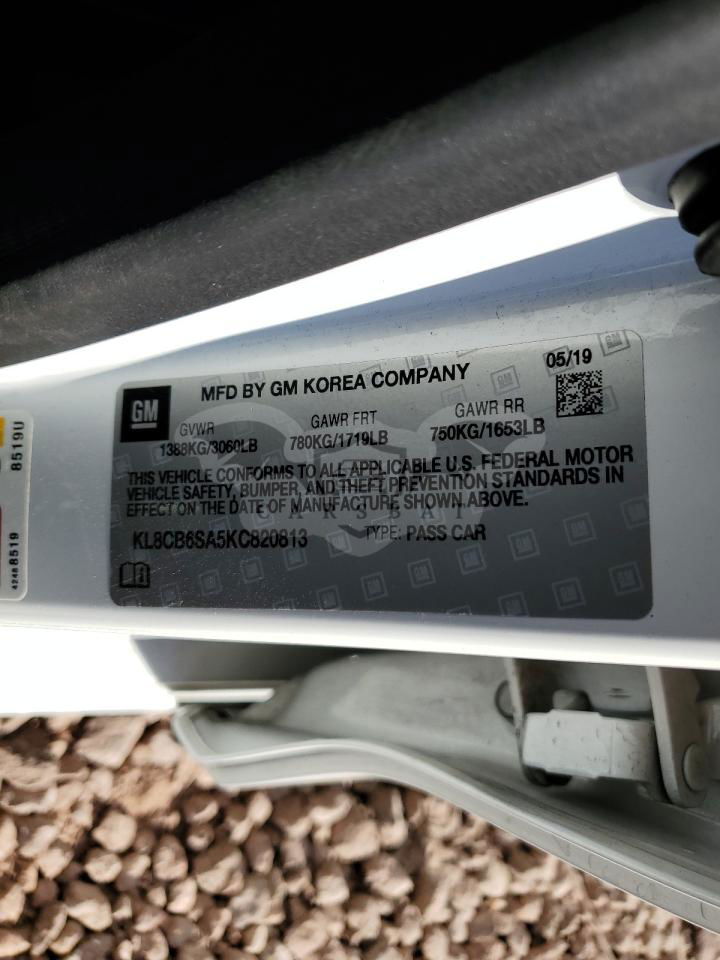 GM
MFD BY GM KOREA COMPANY
05/19
GVWR
1388KG/3060LB
GAWR FRT
780KG/1719LB
GAWR RR
750KG/1653LB
THIS VEHICLE CONFORMS TO ALL APPLICABLE U.S. FEDERAL MOTOR
VEHICLE SAFETY, BUMPER, AND THEFT PREVENTION STANDARDS IN
EFFECT ON THE DATE OF MANUFACTURE SHOWN ABOVE.
CARSBAT
KL8CB6SA5KC820813
TYPE: PASS CAR
8519U
42488519